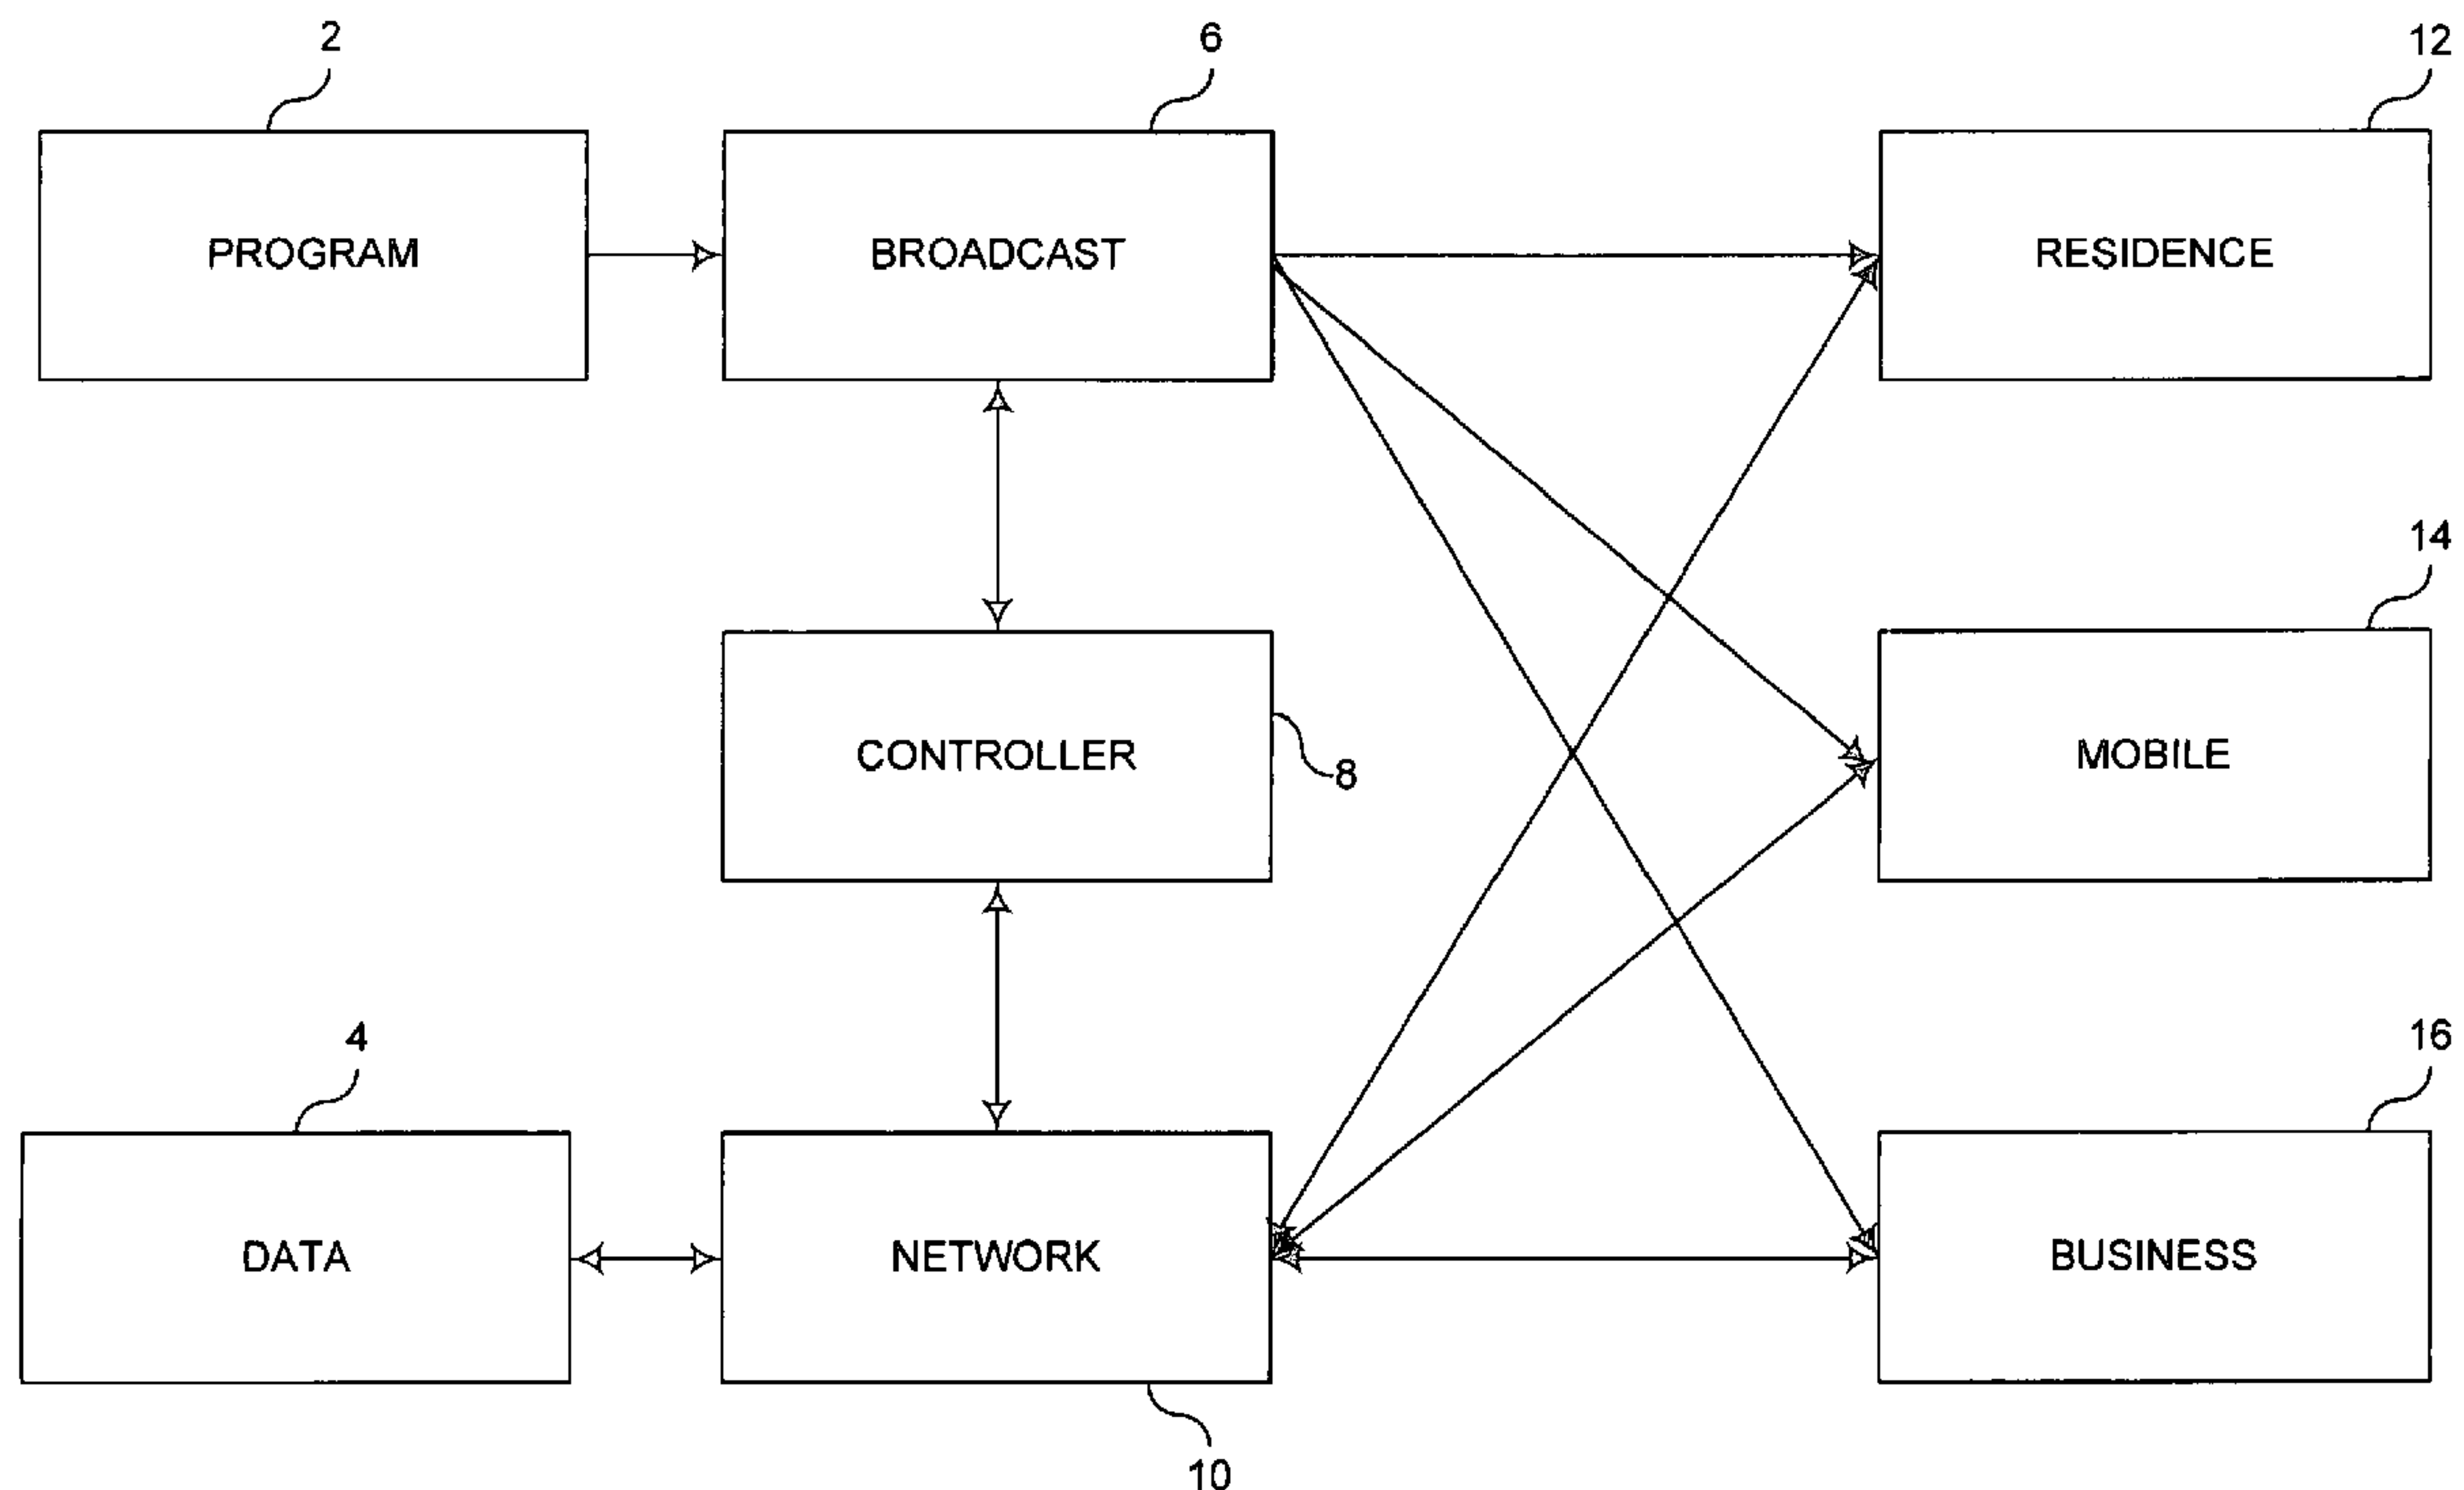 2
6
12
PROGRAM
BROADCAST
RESIDENCE
14
CONTROLLER
8
MOBILE
4
16
DATA
NETWORK
BUSINESS
10